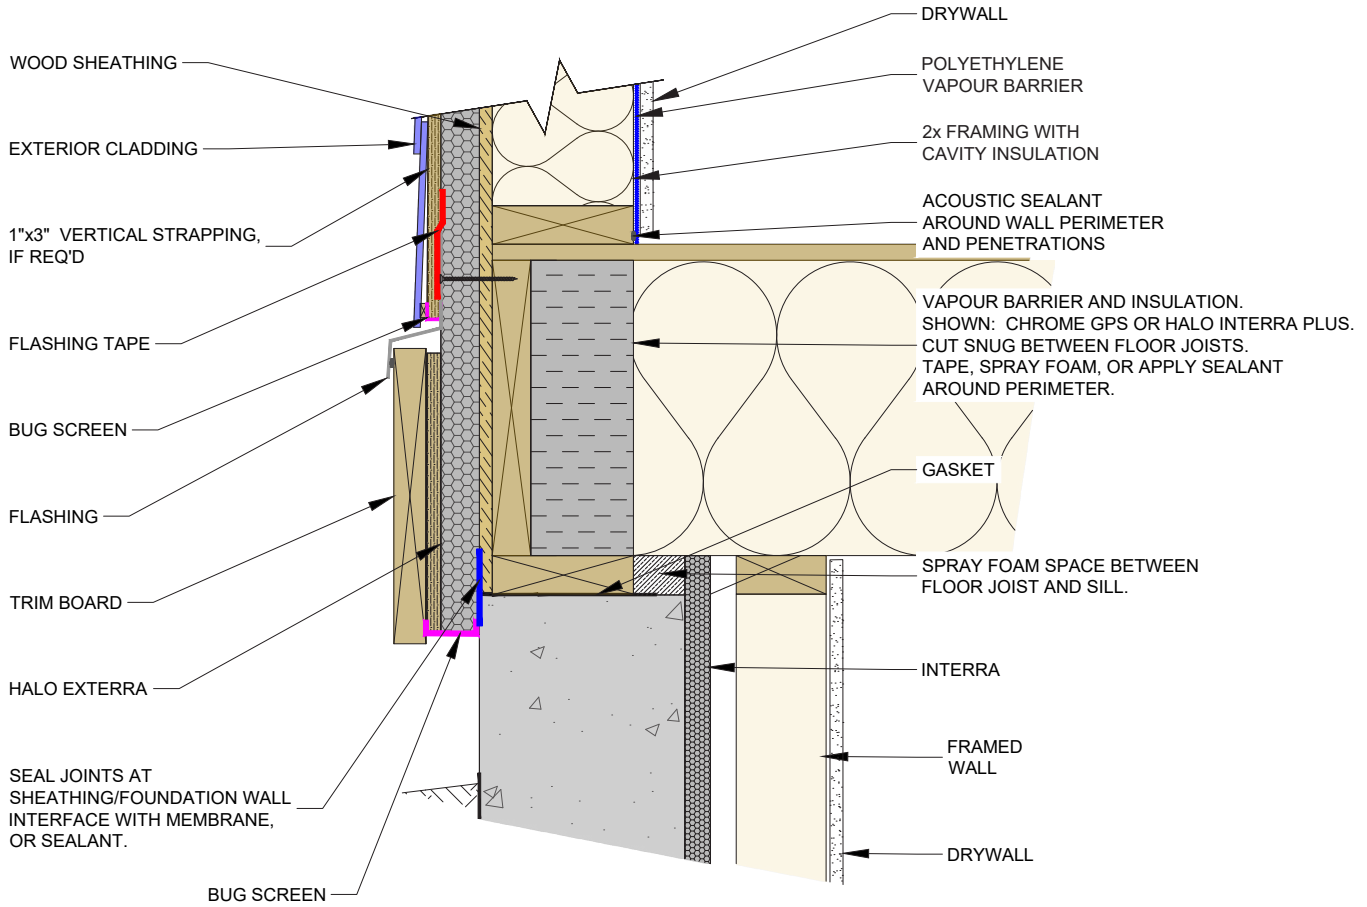 WOOD SHEATHING
EXTERIOR CLADDING
1"x3" VERTICAL STRAPPING,
IF REQ'D
FLASHING TAPE
BUG SCREEN
FLASHING
TRIM BOARD
HALO EXTERRA
SEAL JOINTS AT
SHEATHING/FOUNDATION WALL
INTERFACE WITH MEMBRANE,
OR SEALANT.
BUG SCREEN
DRYWALL
POLYETHYLENE
VAPOUR BARRIER
2x FRAMING WITH
CAVITY INSULATION
ACOUSTIC SEALANT
AROUND WALL PERIMETER
AND PENETRATIONS
VAPOUR BARRIER AND INSULATION.
SHOWN: CHROME GPS OR HALO INTERRA PLUS.
CUT SNUG BETWEEN FLOOR JOISTS.
TAPE, SPRAY FOAM, OR APPLY SEALANT
AROUND PERIMETER.
GASKET
SPRAY FOAM SPACE BETWEEN
FLOOR JOIST AND SILL.
INTERRA
FRAMED
WALL
DRYWALL